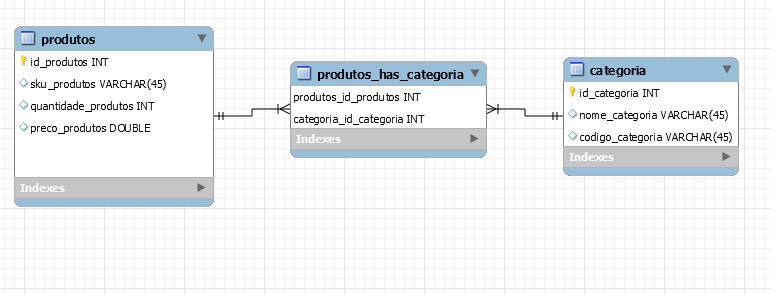 produtos
id_produtos INT
sku_produtos VARCHAR(45)
quantidade_produtos INT
preco_produtos DOUBLE
Indexes
produtos_has_categoria
produtos_id_produtos INT
categoria_id_categoria INT
Indexes
categoria
id_categoria INT
nome_categoria VARCHAR(45)
codigo_categoria VARCHAR(45)
Indexes